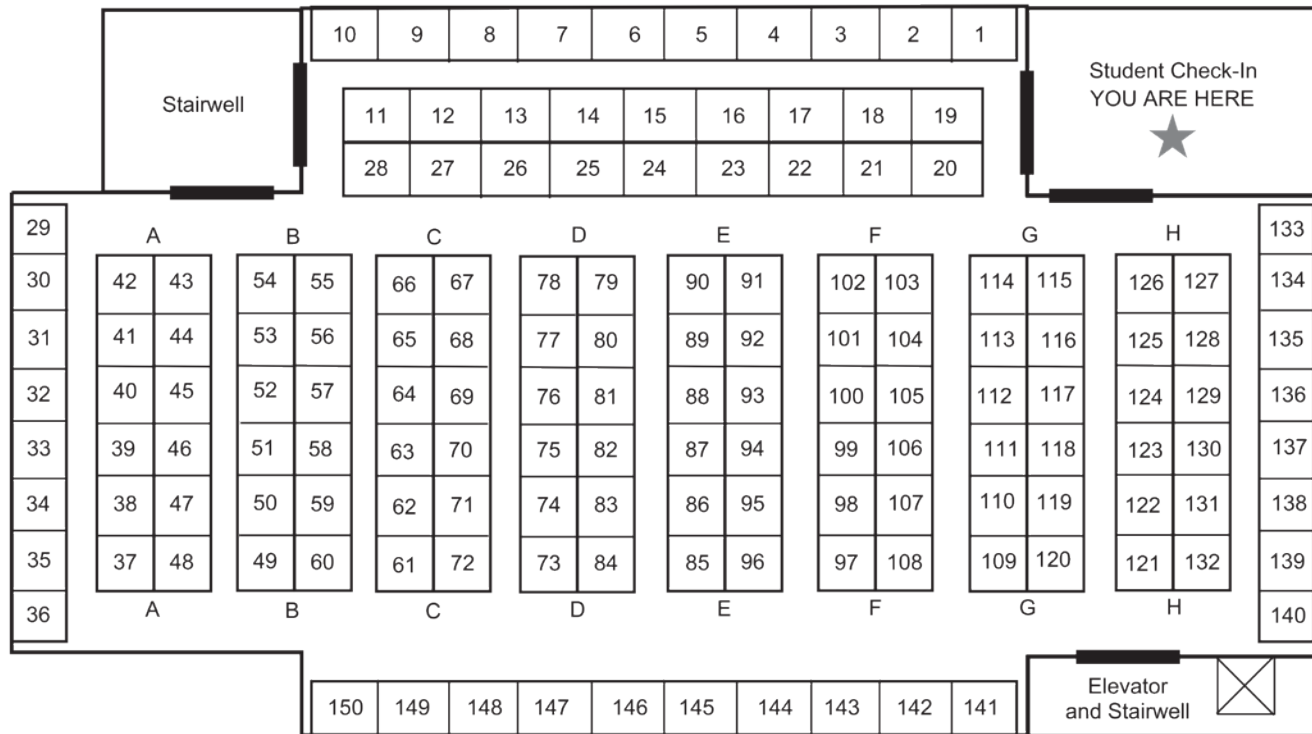 10 9 8 7 6 5 4 3 2 1
Stairwell
Student Check-In
YOU ARE HERE
11 12 13 14 15 16 17 18 19
28 27 26 25 24 23 22 21 20
29 133
A B C D E F G H
30 42 43 54 55 66 67 78 79 90 91 102 103 114 115 126 127 134
31 41 44 53 56 65 68 77 80 89 92 101 104 113 116 125 128 135
32 40 45 52 57 64 69 76 81 88 93 100 105 112 117 124 129 136
33 39 46 51 58 63 70 75 82 87 94 99 106 111 118 123 130 137
34 38 47 50 59 62 71 74 83 86 95 98 107 110 119 122 131 138
35 37 48 49 60 61 72 73 84 85 96 97 108 109 120 121 132 139
36 A B C D E F G H 140
150 149 148 147 146 145 144 143 142 141
Elevator
and Stairwell